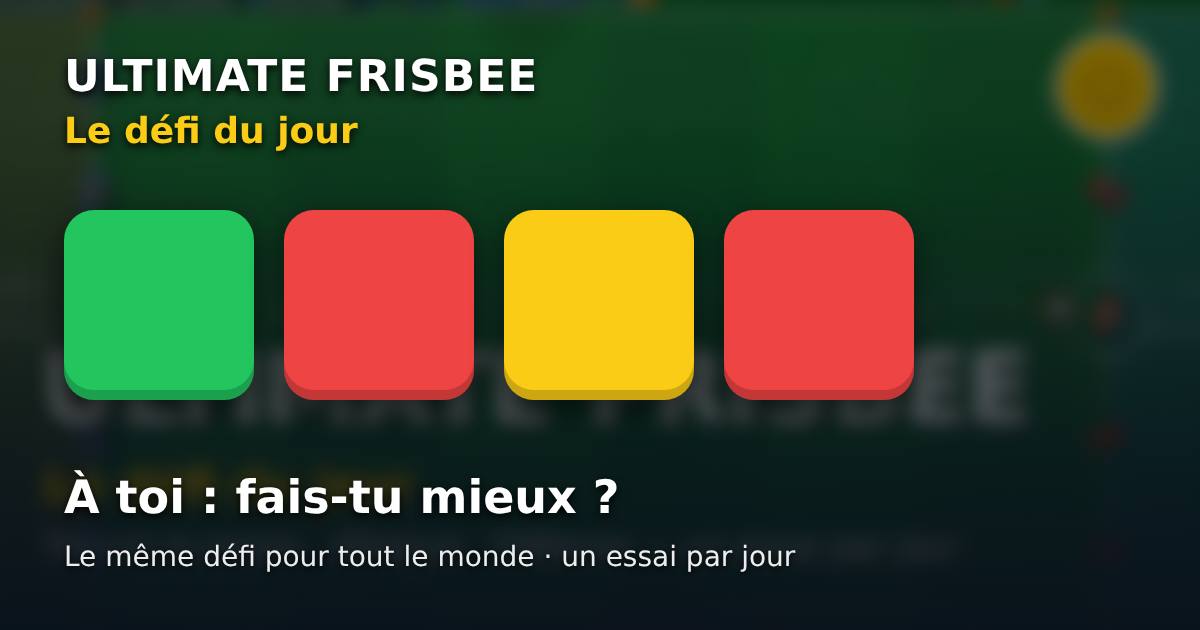 ULTIMATE FRISBEE
Le défi du jour
À toi : fais-tu mieux ?
Le même défi pour tout le monde · un essai par jour